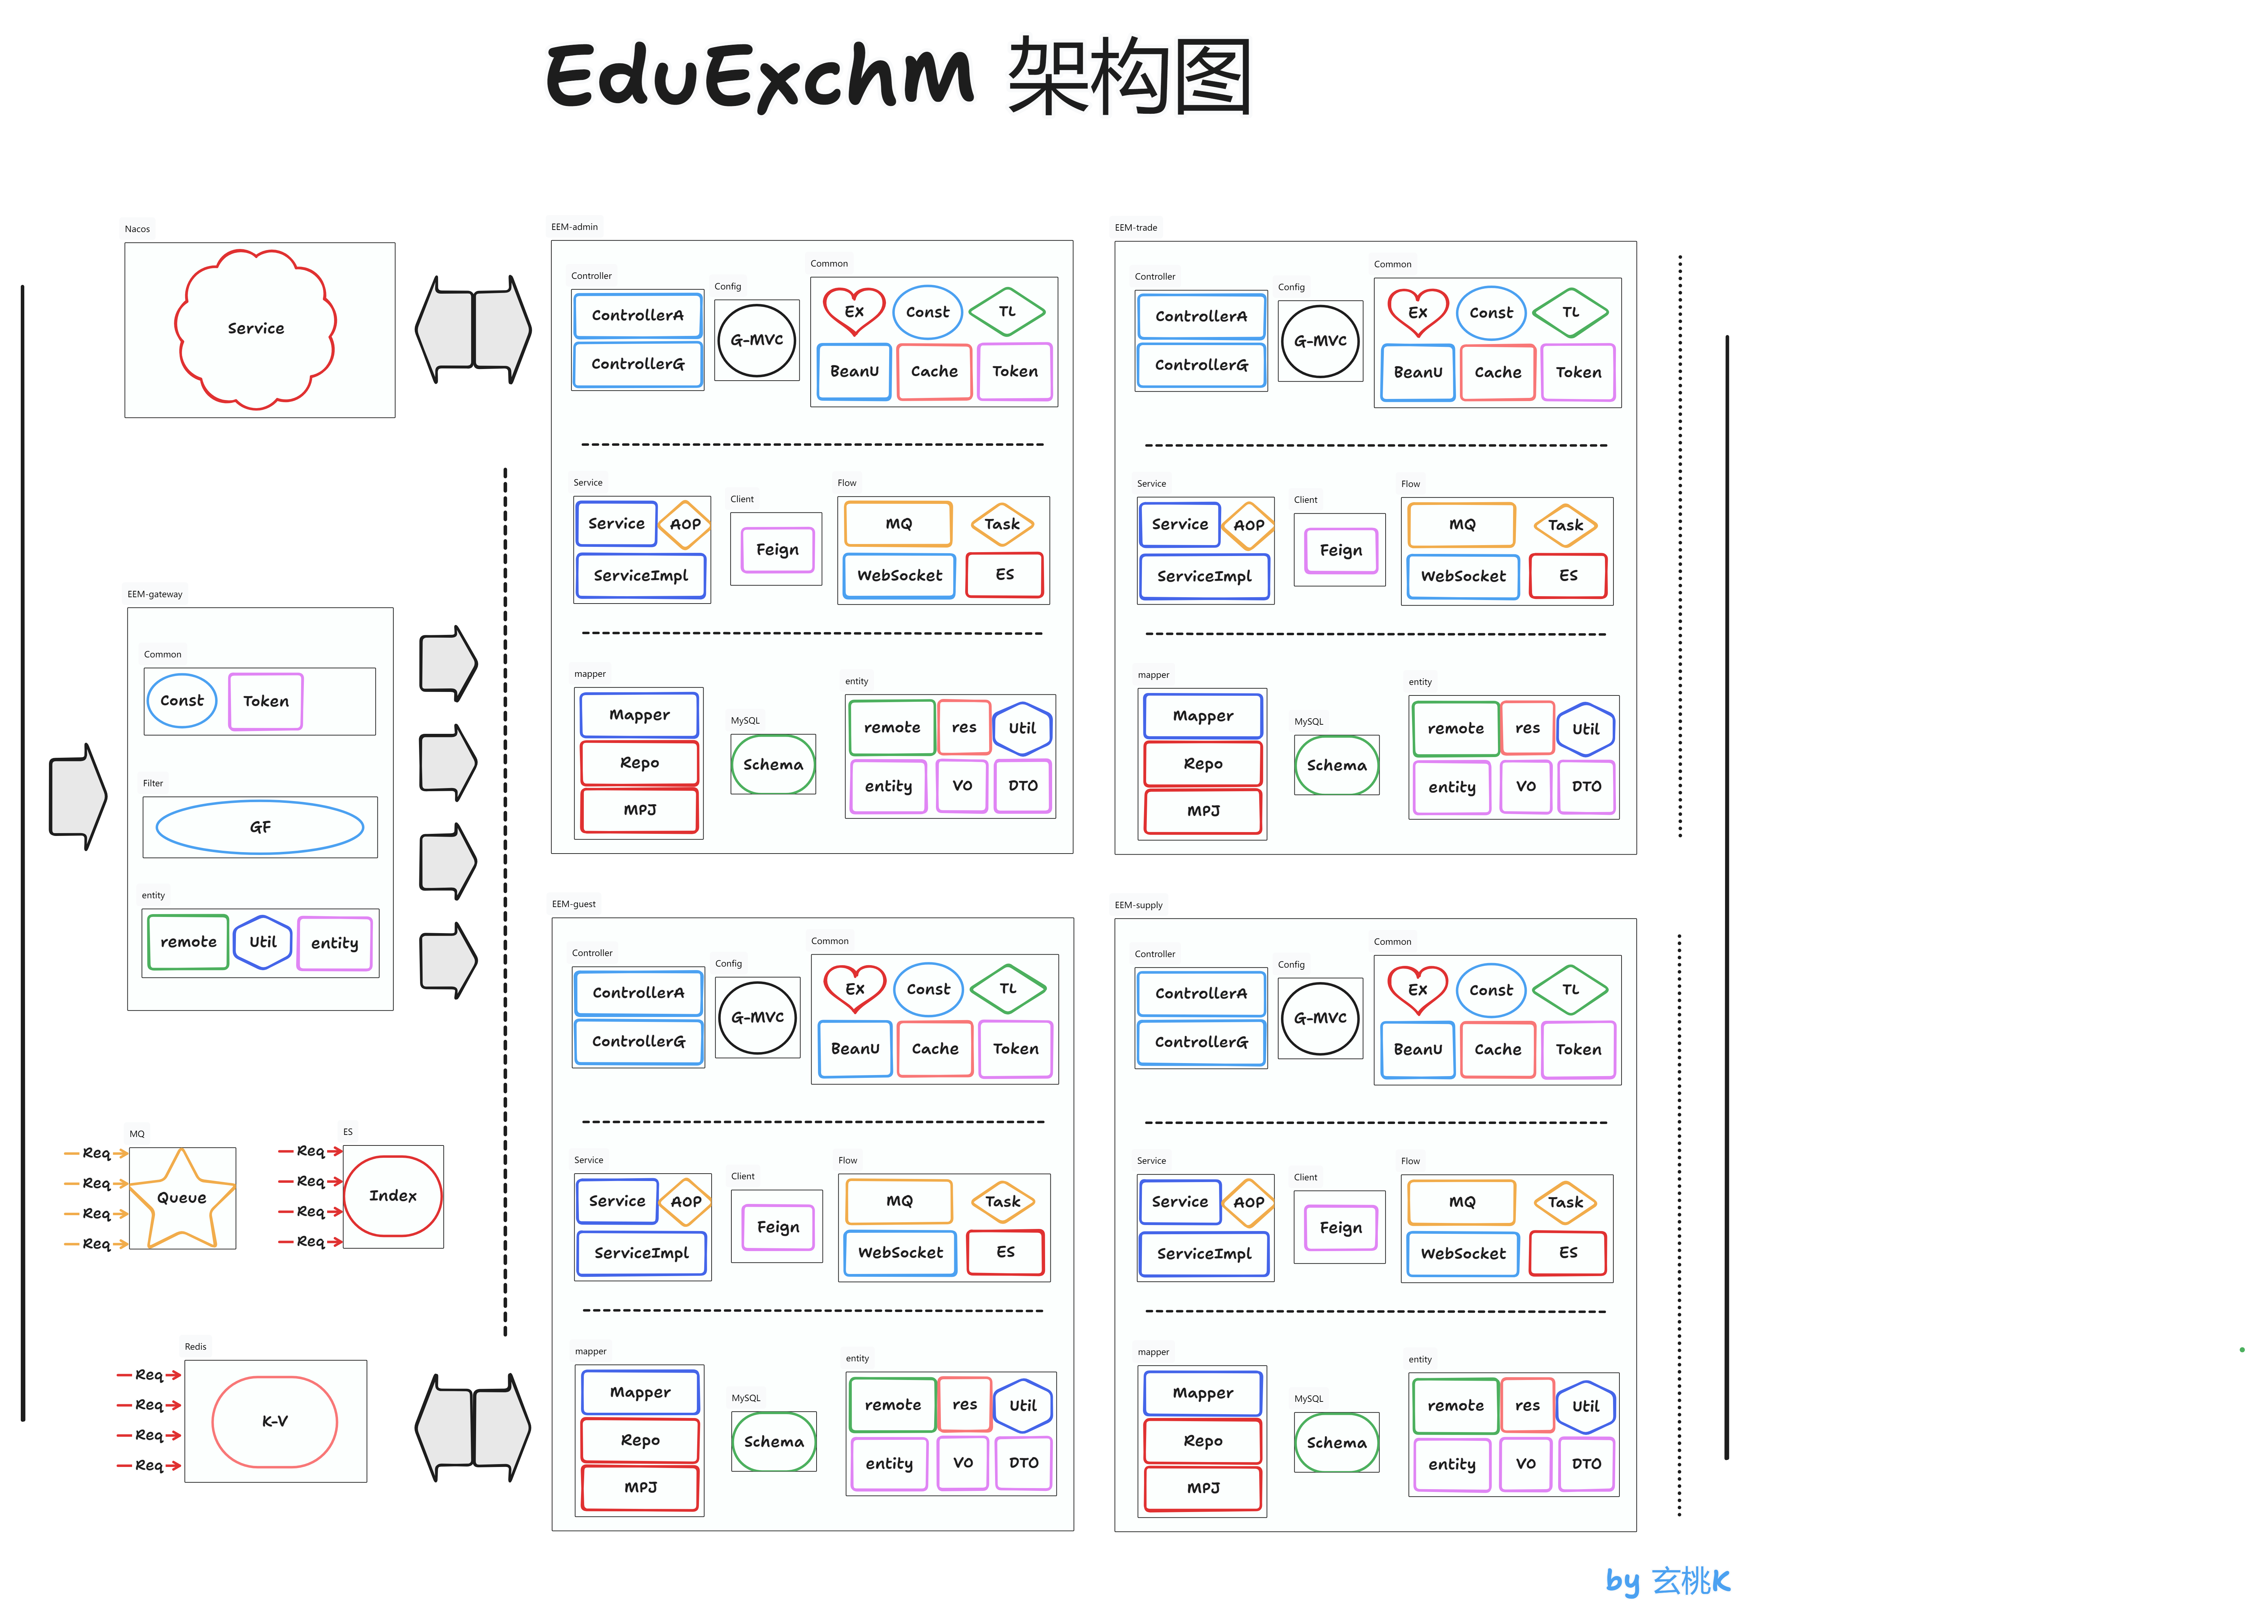 EduExchM 架构图
Nacos
Service
EEM-gateway
Common
Const
Token
Filter
GF
entity
remote
Util
entity
MQ
Req
Req
Req
Req
Queue
ES
Req
Req
Req
Req
Index
Redis
Req
Req
Req
Req
K-V
EEM-admin
Controller
ControllerA
ControllerG
Config
G-MVC
Common
Ex
Const
TL
BeanU
Cache
Token
Service
Service
AOP
ServiceImpl
Client
Feign
Flow
MQ
Task
WebSocket
ES
mapper
Mapper
Repo
MPJ
MySQL
Schema
entity
remote
res
Util
entity
VO
DTO
EEM-trade
Controller
ControllerA
ControllerG
Config
G-MVC
Common
Ex
Const
TL
BeanU
Cache
Token
Service
Service
AOP
ServiceImpl
Client
Feign
Flow
MQ
Task
WebSocket
ES
mapper
Mapper
Repo
MPJ
MySQL
Schema
entity
remote
res
Util
entity
VO
DTO
EEM-guest
Controller
ControllerA
ControllerG
Config
G-MVC
Common
Ex
Const
TL
BeanU
Cache
Token
Service
Service
AOP
ServiceImpl
Client
Feign
Flow
MQ
Task
WebSocket
ES
mapper
Mapper
Repo
MPJ
MySQL
Schema
entity
remote
res
Util
entity
VO
DTO
EEM-supply
Controller
ControllerA
ControllerG
Config
G-MVC
Common
Ex
Const
TL
BeanU
Cache
Token
Service
Service
AOP
ServiceImpl
Client
Feign
Flow
MQ
Task
WebSocket
ES
mapper
Mapper
Repo
MPJ
MySQL
Schema
entity
remote
res
Util
entity
VO
DTO
by 玄桃K